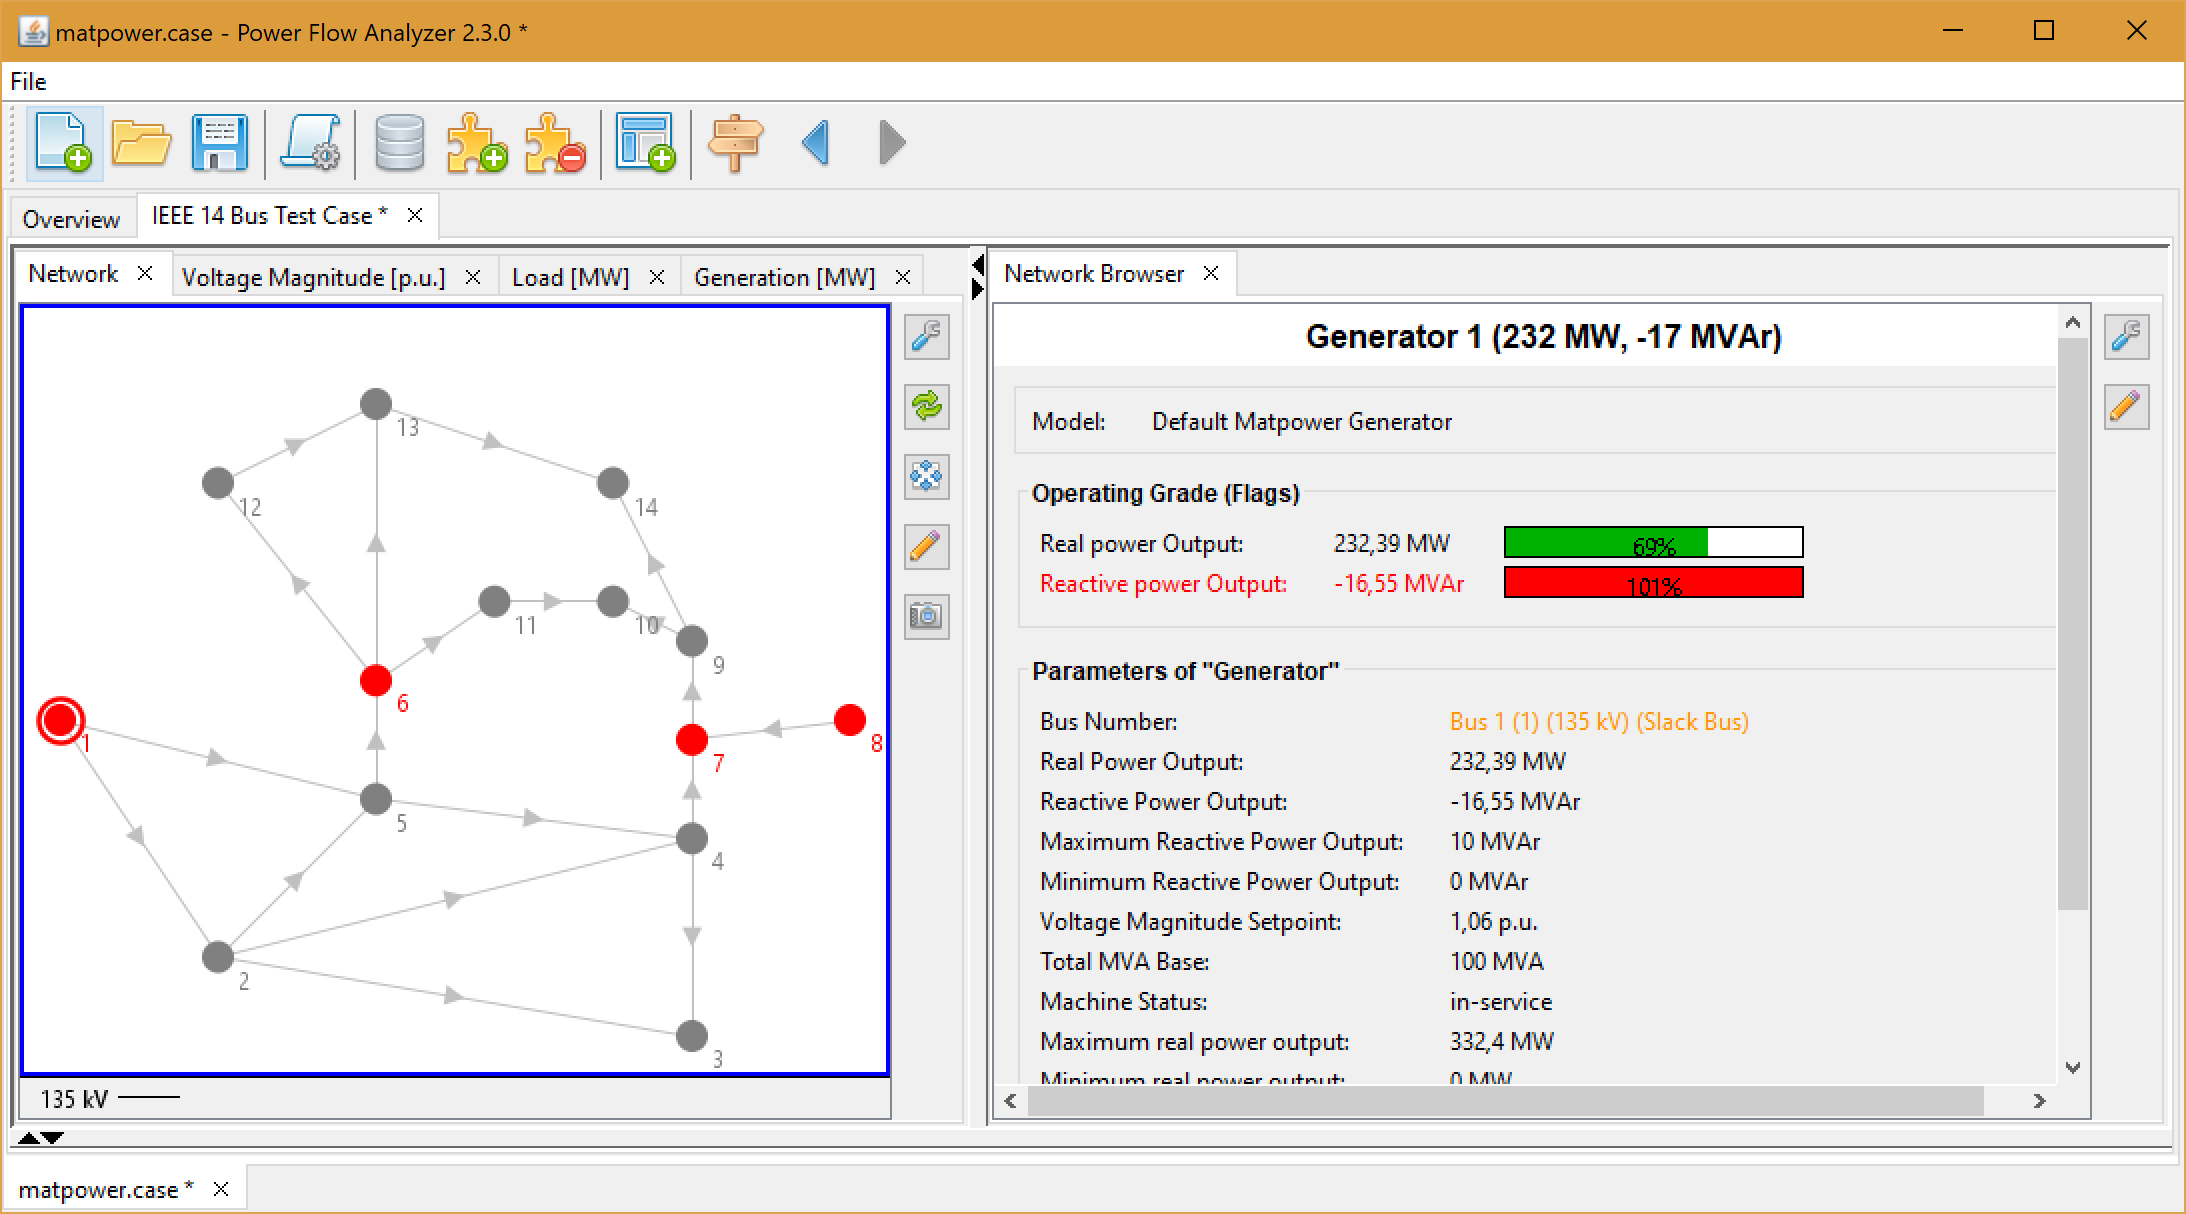 matpower.case - Power Flow Analyzer 2.3.0 *
File
Overview
IEEE 14 Bus Test Case *
Network
Voltage Magnitude [p.u.]
Load [MW]
Generation [MW]
Network Browser
13
12
14
11
10
9
6
1
7
8
5
4
2
3
135 kV
Generator 1 (232 MW, -17 MVAr)
Model: Default Matpower Generator
Operating Grade (Flags)
Real power Output: 232,39 MW 69%
Reactive power Output: -16,55 MVAr 101%
Parameters of "Generator"
Bus Number: Bus 1 (1) (135 kV) (Slack Bus)
Real Power Output: 232,39 MW
Reactive Power Output: -16,55 MVAr
Maximum Reactive Power Output: 10 MVAr
Minimum Reactive Power Output: 0 MVAr
Voltage Magnitude Setpoint: 1,06 p.u.
Total MVA Base: 100 MVA
Machine Status: in-service
Maximum real power output: 332,4 MW
Minimum real power output: 0 MW
matpower.case *